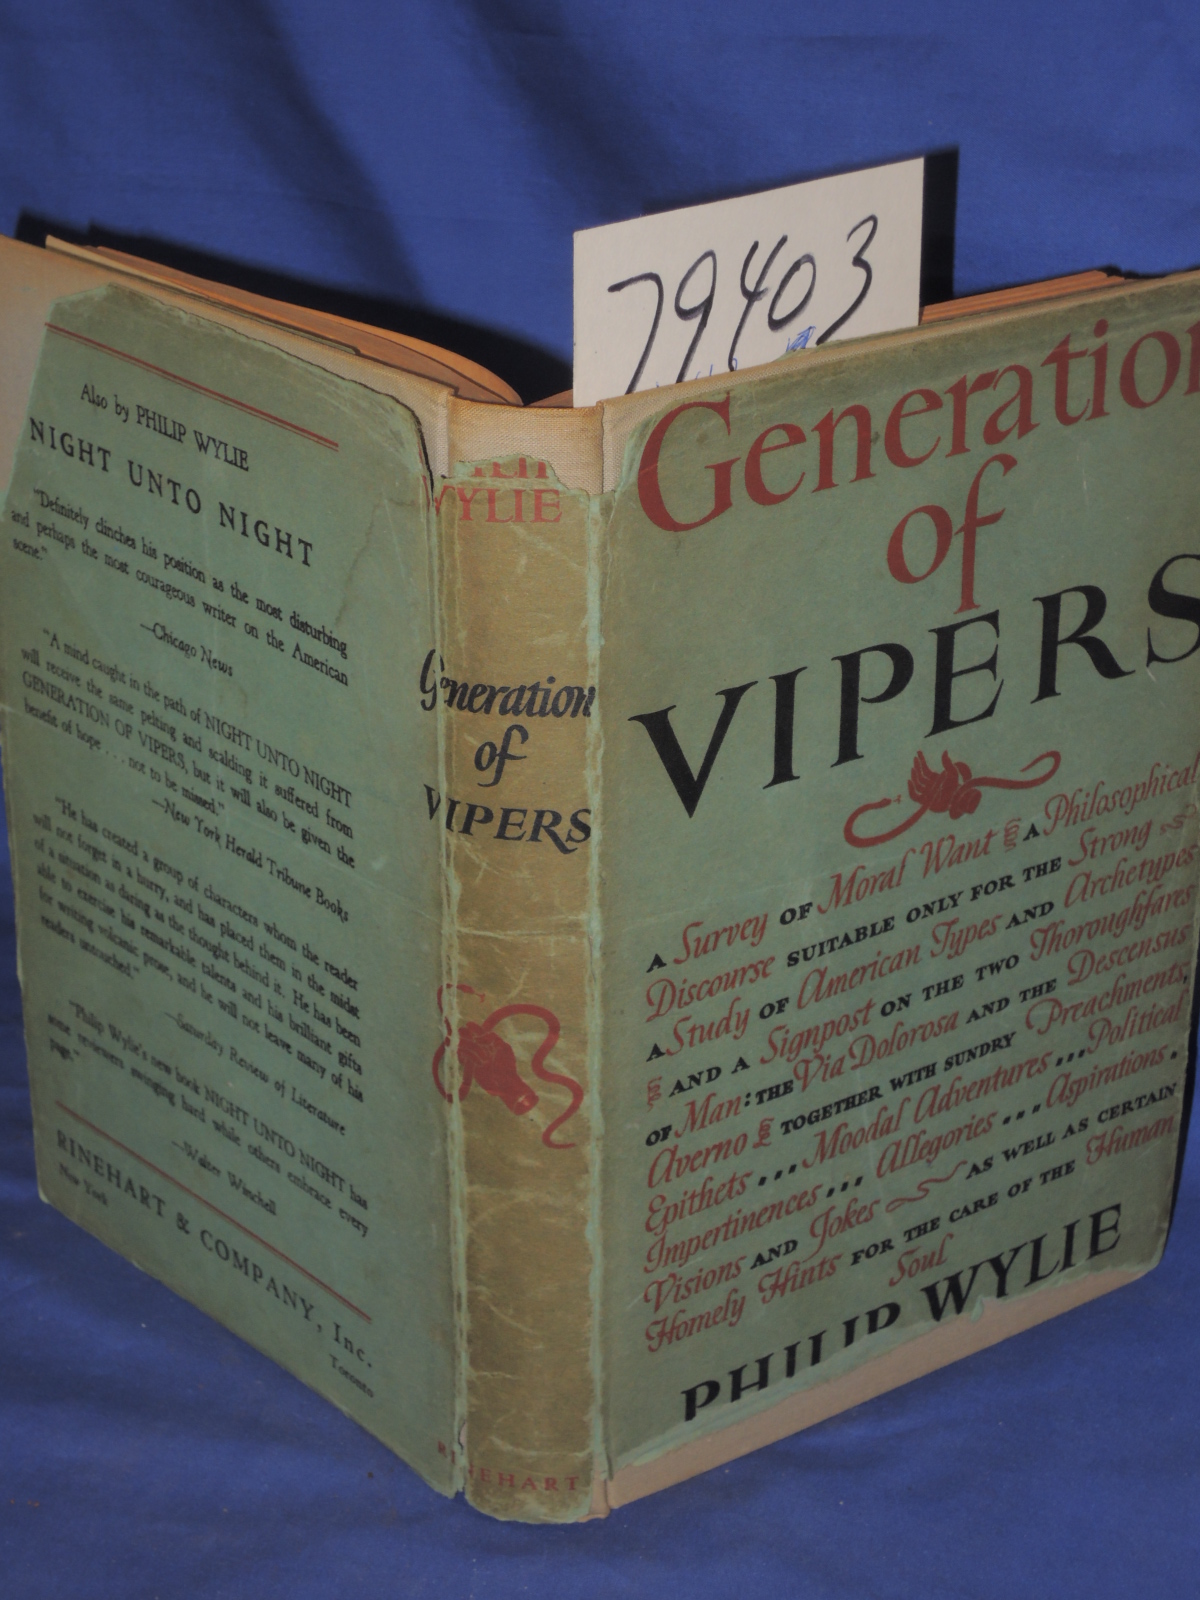 79403
Also by PHILIP WYLIE
NIGHT UNTO NIGHT
"Definitely clinches his position as the most disturbing
and perhaps the most courageous writer on the American
scene."
—Chicago News
"A mind caught in the path of NIGHT UNTO NIGHT
will receive the same pelting and scalding it suffered from
GENERATION OF VIPERS, but it will also be given the
benefit of hope . . . not to be missed."
—New York Herald Tribune Books
"He has created a group of characters whom the reader
will not forget in a hurry, and has placed them in the midst
of a situation as daring as the thought behind it. He has been
able to exercise his remarkable talents and his brilliant gifts
for writing volcanic prose, and he will not leave many of his
readers untouched."
—Saturday Review of Literature
"Philip Wylie's new book NIGHT UNTO NIGHT has
some reviewers swinging hard while others embrace every
page."
—Walter Winchell
RINEHART & COMPANY, Inc.
New York Toronto
WYLIE
Generation
of
VIPERS
RINEHART
Generation
of
VIPERS
A Survey OF Moral Want A Philosophical
Discourse SUITABLE ONLY FOR THE Strong
A Study OF American Types AND Archetypes
AND A Signpost ON THE TWO Thoroughfares
OF Man: THE Via Dolorosa AND THE Descensus
Averno TOGETHER WITH SUNDRY Preachments,
Epithets... Moodal Adventures... Political
Impertinences... Allegories... Aspirations.
Visions AND Jokes AS WELL AS CERTAIN
Homely Hints FOR THE CARE OF THE Human
Soul
PHILIP WYLIE